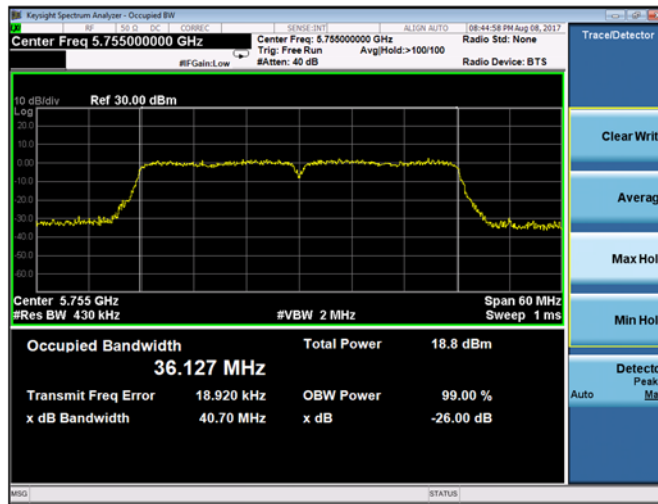 Keysight Spectrum Analyzer - Occupied BW
RF 50 Ω DC CORREC SENSE:INT ALIGN AUTO 08:44:58 PM Aug 08, 2017
Center Freq 5.755000000 GHz Center Freq: 5.755000000 GHz Radio Std: None
Trig: Free Run Avg|Hold:>100/100
#IFGain:Low #Atten: 40 dB Radio Device: BTS
Trace/Detector
10 dB/div Ref 30.00 dBm
Log
20.0
10.0
0.00
-10.0
-20.0
-30.0
-40.0
-50.0
-60.0
Center 5.755 GHz Span 60 MHz
#Res BW 430 kHz #VBW 2 MHz Sweep 1 ms
Occupied Bandwidth Total Power 18.8 dBm
36.127 MHz
Transmit Freq Error 18.920 kHz OBW Power 99.00 %
x dB Bandwidth 40.70 MHz x dB -26.00 dB
Clear Writ
Averag
Max Hol
Min Hol
Detecto
Peak
Auto Ma
MSG STATUS